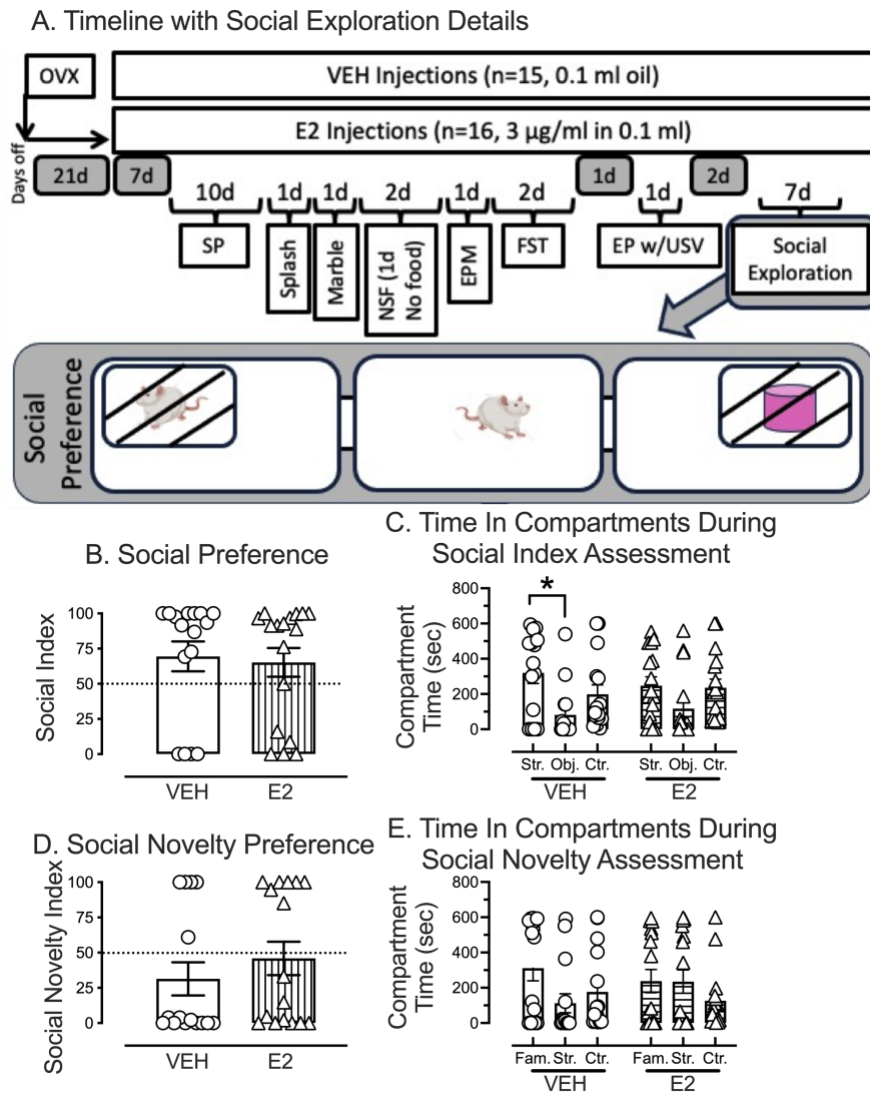 A. Timeline with Social Exploration Details
OVX
VEH Injections (n=15, 0.1 ml oil)
E2 Injections (n=16, 3 µg/ml in 0.1 ml)
Days off
21d
7d
1d
2d
10d
1d
1d
2d
1d
2d
1d
7d
SP
Splash
Marble
NSF (1d
No food)
EPM
FST
EP w/USV
Social
Exploration
Social
Preference
B. Social Preference
Social Index
100
75
50
25
0
VEH
E2
C. Time In Compartments During
Social Index Assessment
Compartment
Time (sec)
800
600
400
200
0
*
Str.
Obj.
Ctr.
Str.
Obj.
Ctr.
VEH
E2
D. Social Novelty Preference
Social Novelty Index
100
75
50
25
0
VEH
E2
E. Time In Compartments During
Social Novelty Assessment
Compartment
Time (sec)
800
600
400
200
0
Fam.
Str.
Ctr.
Fam.
Str.
Ctr.
VEH
E2